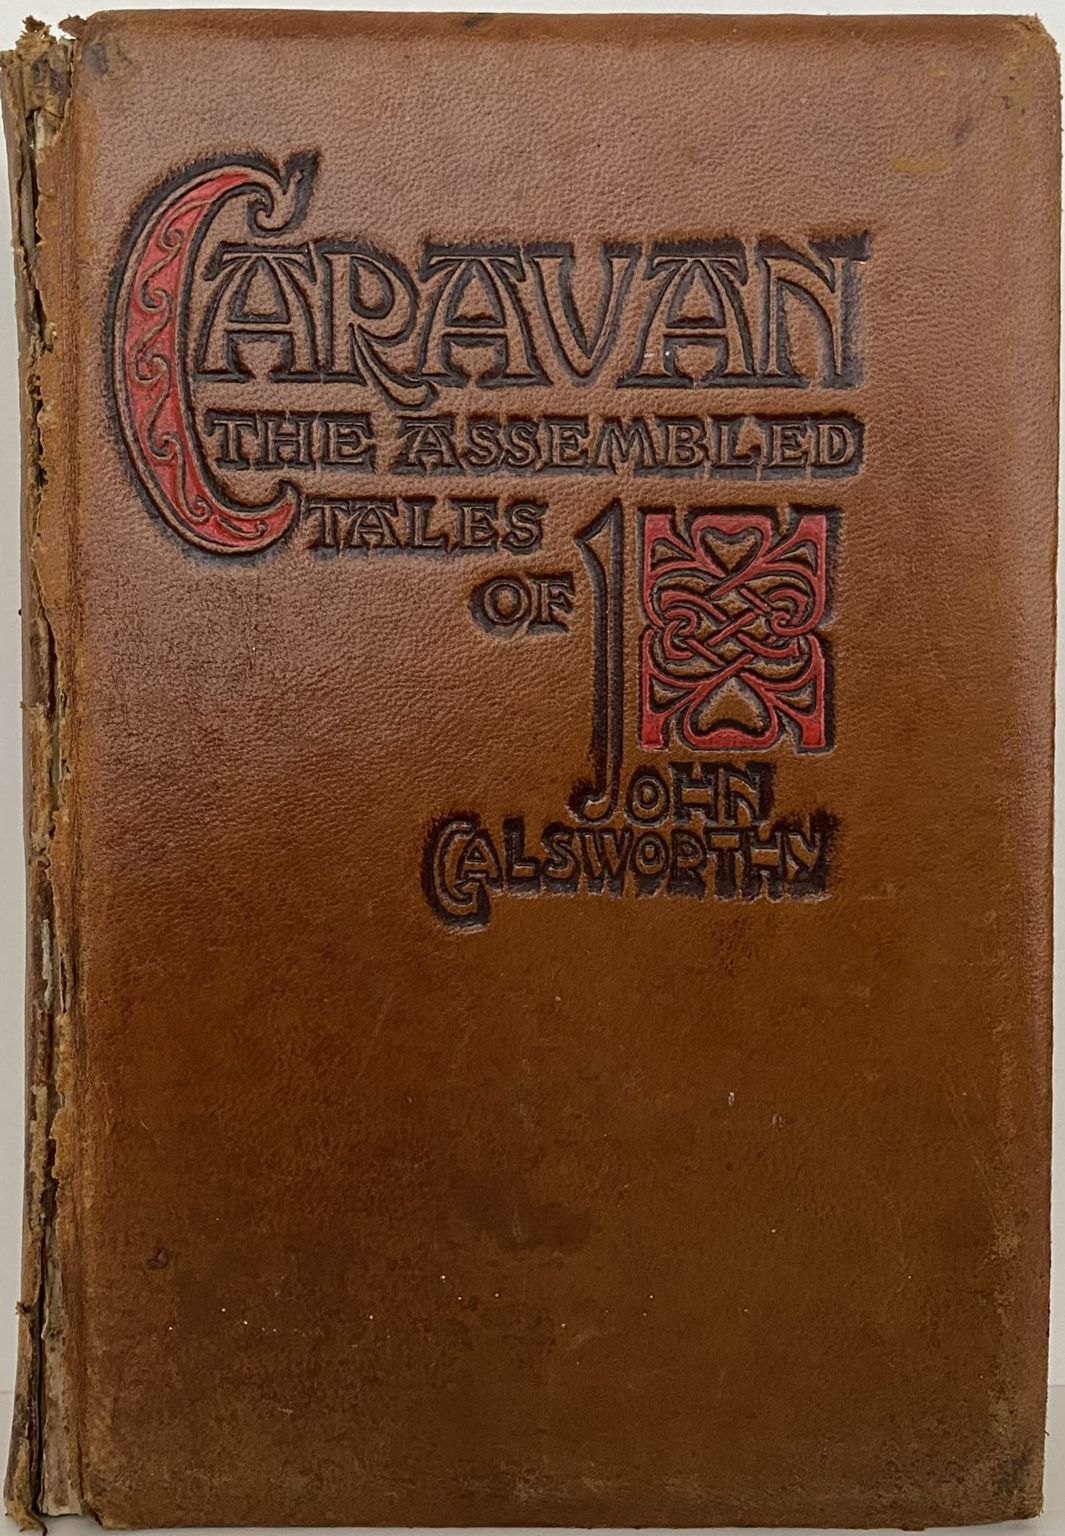 CARAVAN
THE ASSEMBLED
TALES
OF
JOHN
GALSWORTHY